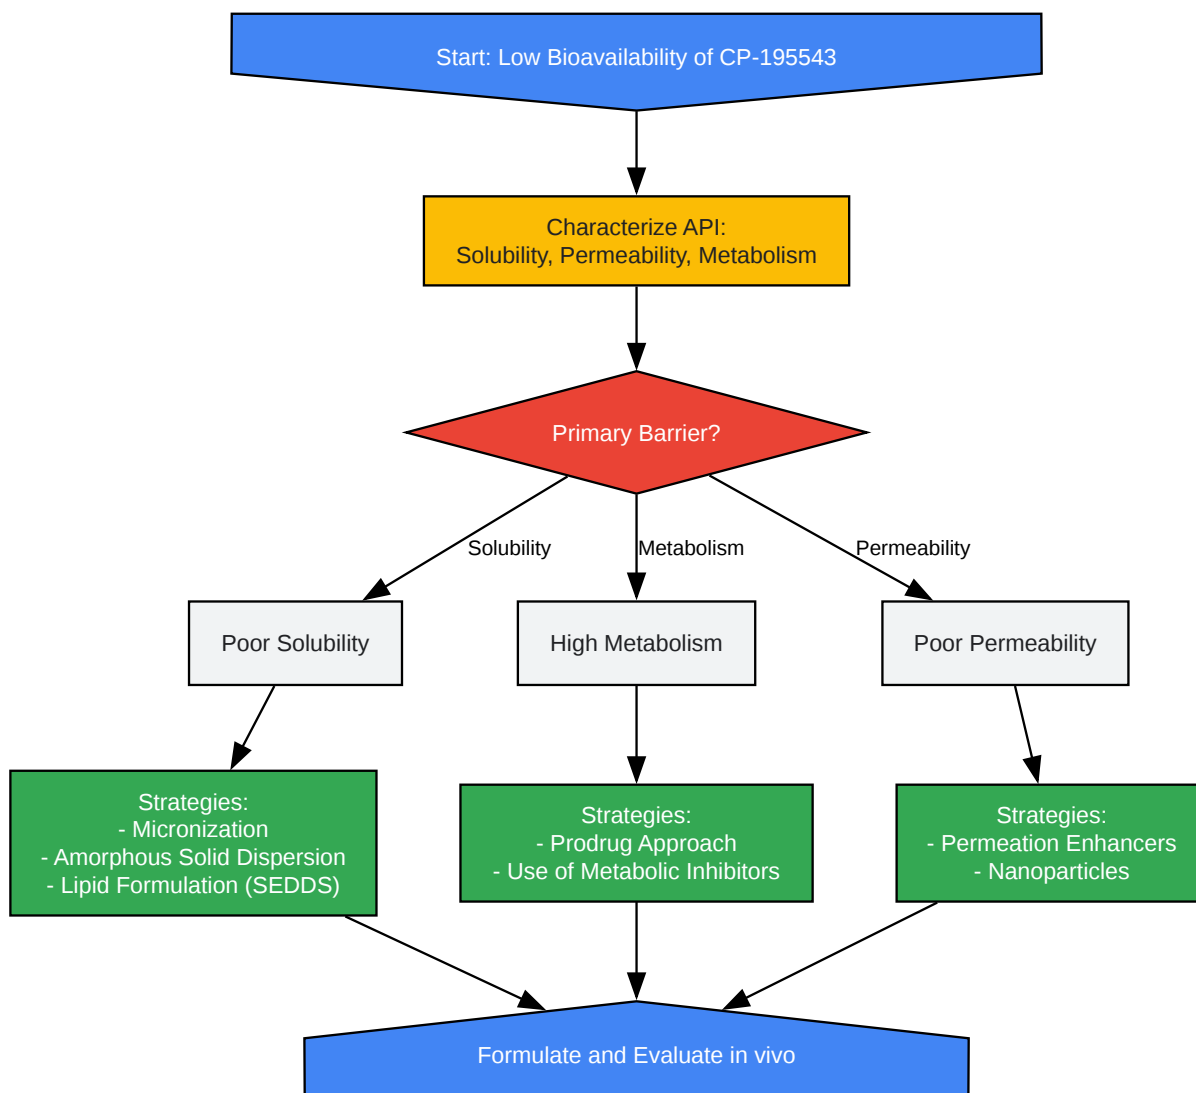 Start: Low Bioavailability of CP-195543
Characterize API:
Solubility, Permeability, Metabolism
Primary Barrier?
Solubility
Metabolism
Permeability
Poor Solubility
High Metabolism
Poor Permeability
Strategies:
- Micronization
- Amorphous Solid Dispersion
- Lipid Formulation (SEDDS)
Strategies:
- Prodrug Approach
- Use of Metabolic Inhibitors
Strategies:
- Permeation Enhancers
- Nanoparticles
Formulate and Evaluate in vivo